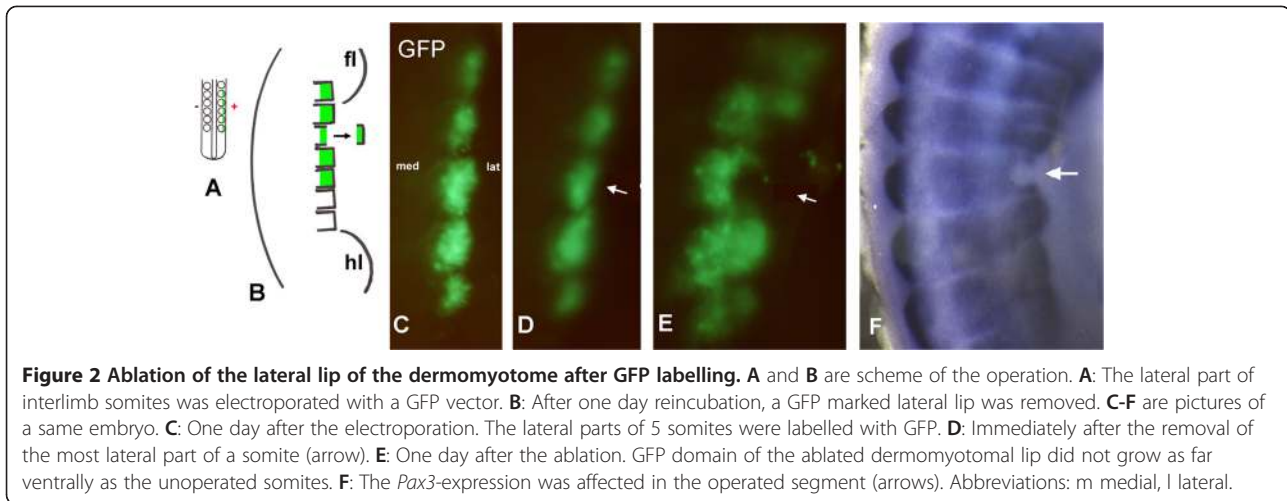 GFP
fl
- +
med lat
hl
A
B
C
D
E
F
Figure 2 Ablation of the lateral lip of the dermomyotome after GFP labelling. A and B are scheme of the operation. A: The lateral part of
interlimb somites was electroporated with a GFP vector. B: After one day reincubation, a GFP marked lateral lip was removed. C-F are pictures of
a same embryo. C: One day after the electroporation. The lateral parts of 5 somites were labelled with GFP. D: Immediately after the removal of
the most lateral part of a somite (arrow). E: One day after the ablation. GFP domain of the ablated dermomyotomal lip did not grow as far
ventrally as the unoperated somites. F: The Pax3-expression was affected in the operated segment (arrows). Abbreviations: m medial, l lateral.